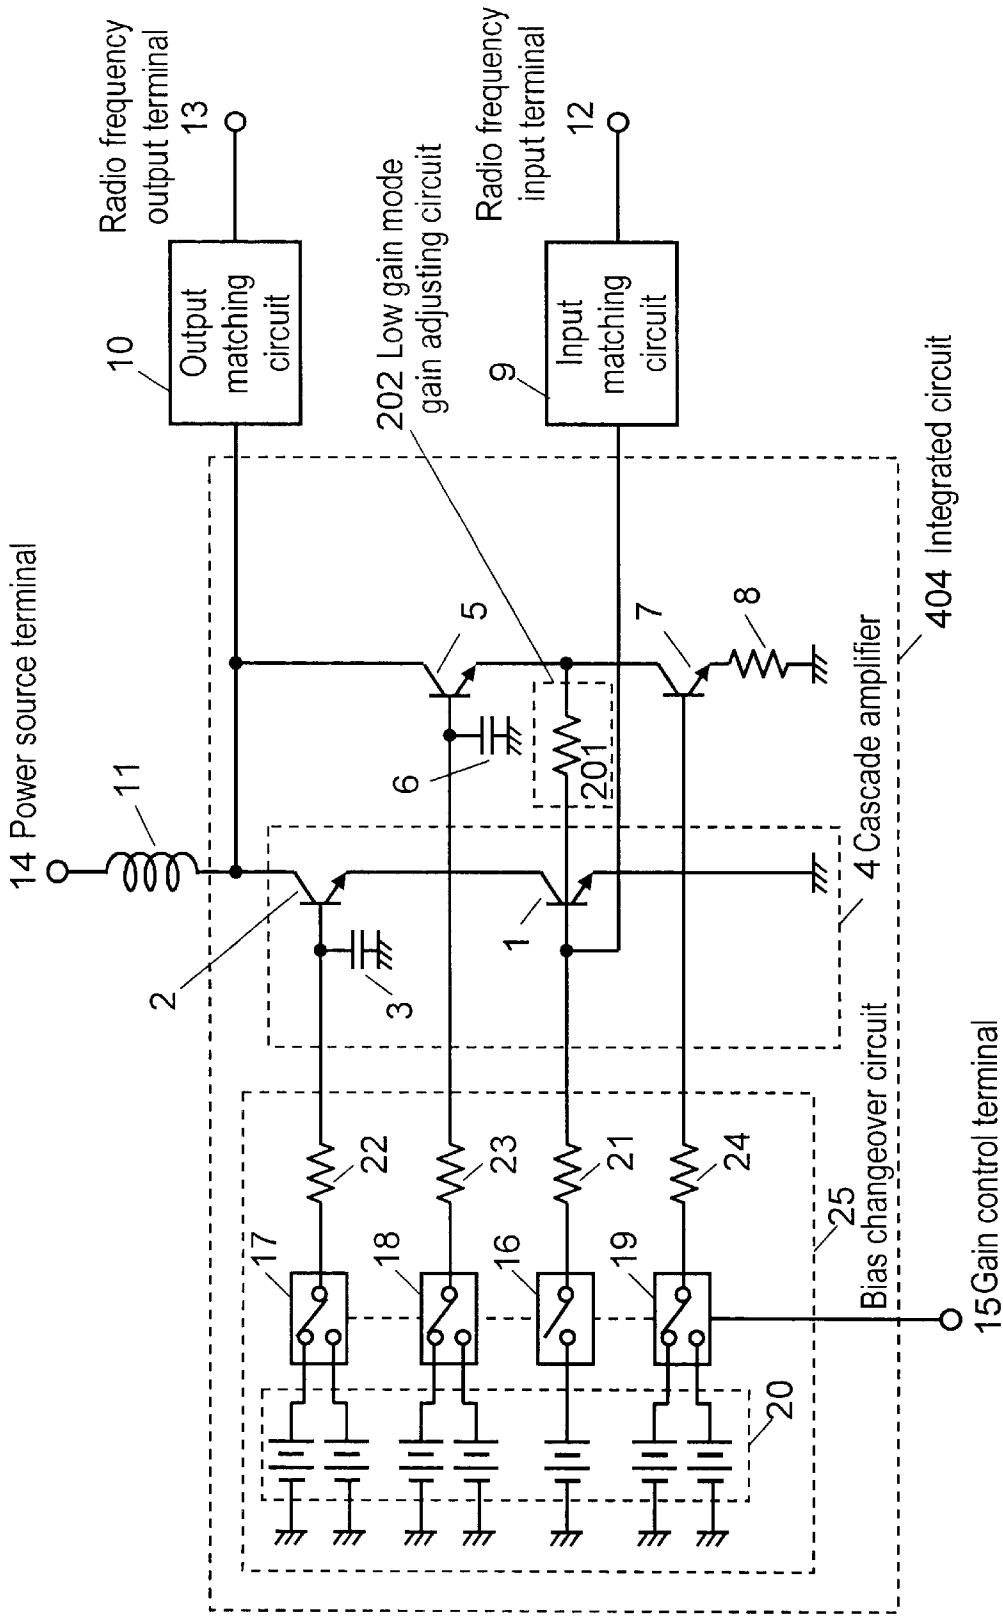 14 Power source terminal
11
Radio frequency
output terminal
13
10
Output
matching
circuit
2
3
5
6
202 Low gain mode
gain adjusting circuit
201
Radio frequency
input terminal
12
9
Input
matching
circuit
1
7
8
4 Cascade amplifier
404 Integrated circuit
17
22
18
23
16
21
19
24
20
25
Bias changeover circuit
15 Gain control terminal